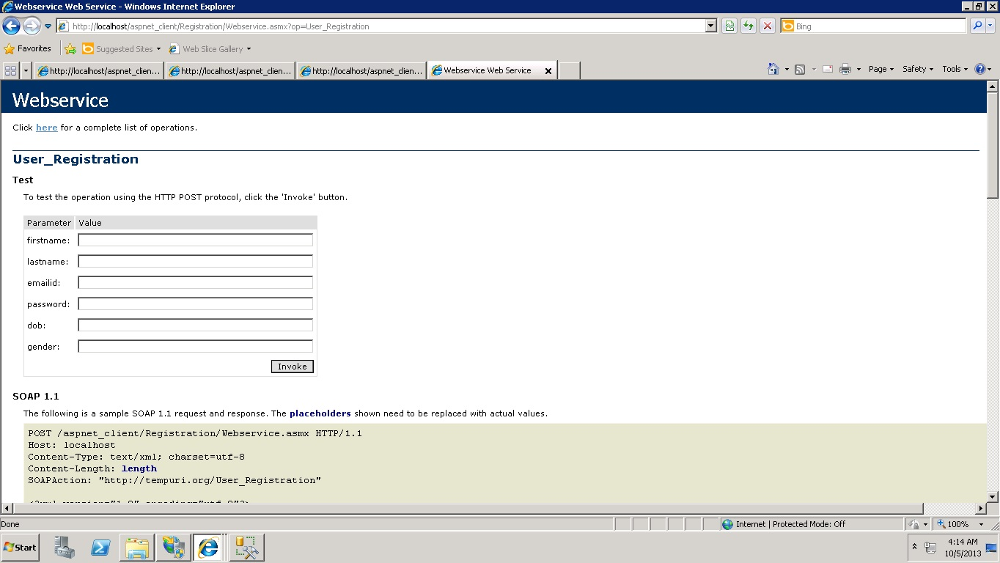 Webservice Web Service - Windows Internet Explorer
http://localhost/aspnet_client/Registration/Webservice.asmx?op=User_Registration
Bing
Favorites
Suggested Sites
Web Slice Gallery
http://localhost/aspnet_clien...
http://localhost/aspnet_clien...
http://localhost/aspnet_clien...
Webservice Web Service
Page
Safety
Tools
Webservice
Click here for a complete list of operations.
User_Registration
Test
To test the operation using the HTTP POST protocol, click the 'Invoke' button.
Parameter Value
firstname:
lastname:
emailid:
password:
dob:
gender:
Invoke
SOAP 1.1
The following is a sample SOAP 1.1 request and response. The placeholders shown need to be replaced with actual values.
POST /aspnet_client/Registration/Webservice.asmx HTTP/1.1
Host: localhost
Content-Type: text/xml; charset=utf-8
Content-Length: length
SOAPAction: "http://tempuri.org/User_Registration"
Done
Internet | Protected Mode: Off
100%
Start
4:14 AM
10/5/2013